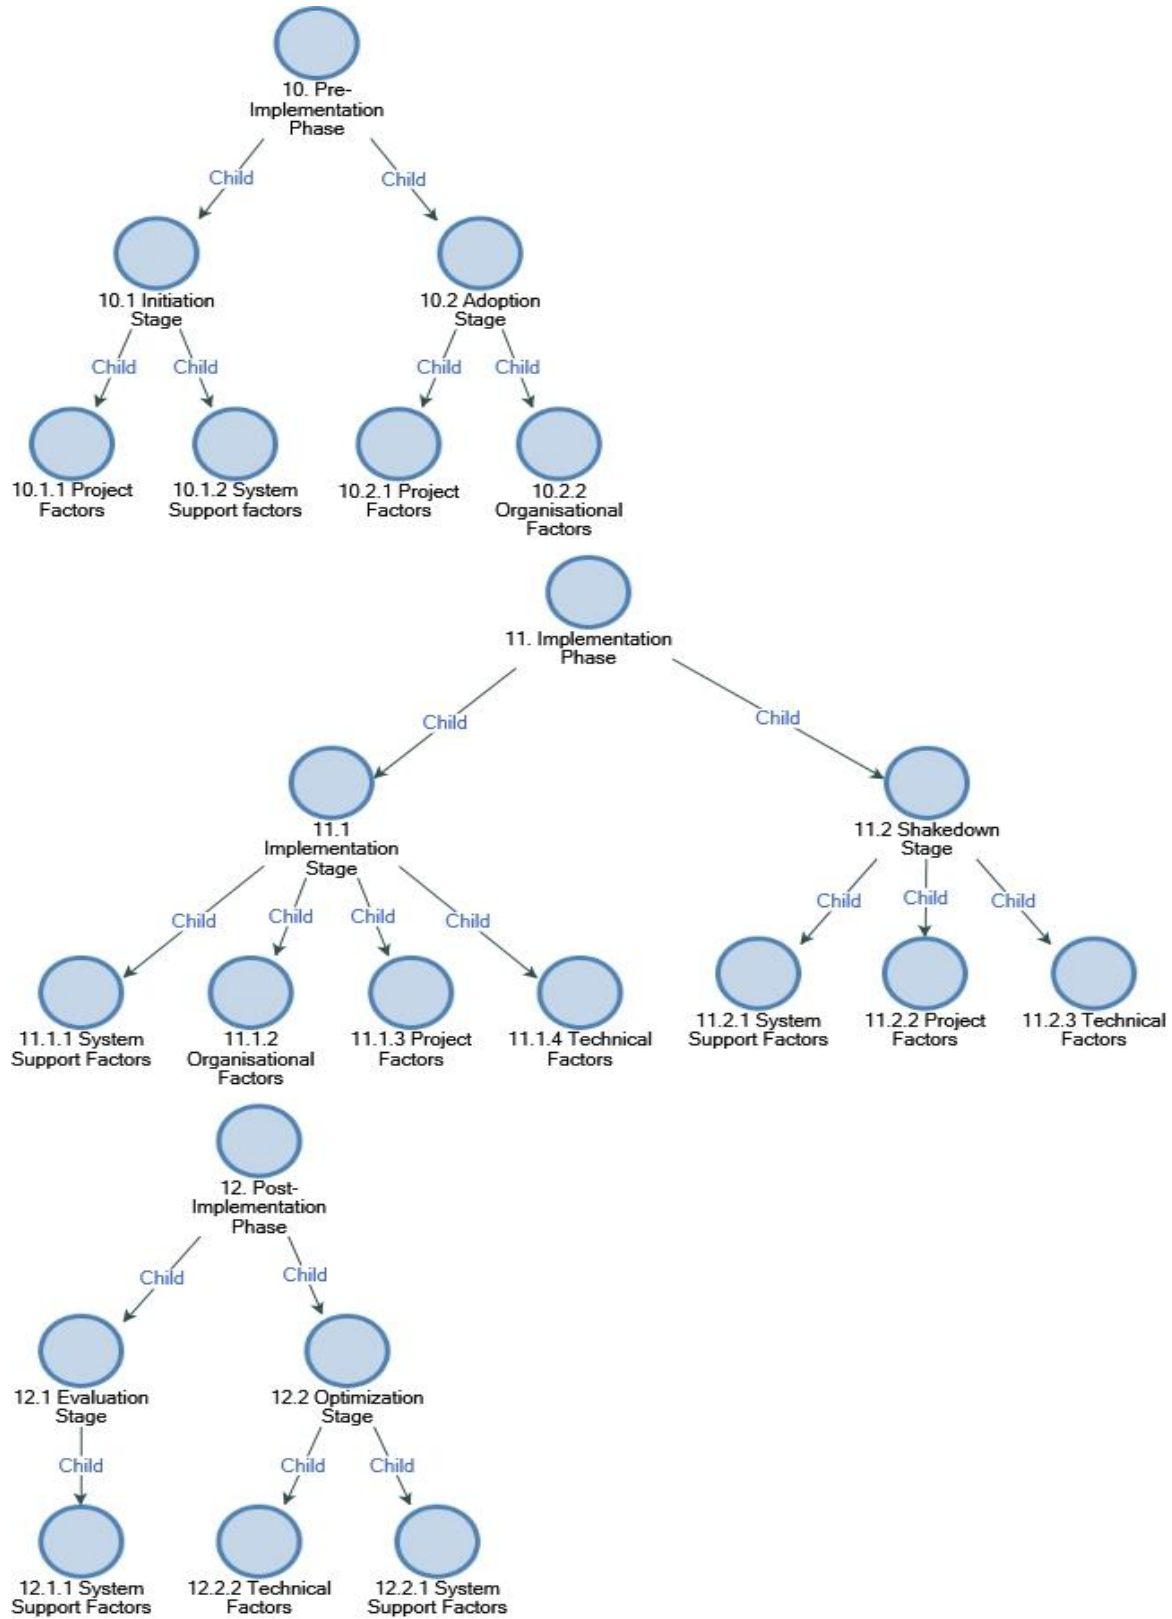 10. Pre-
Implementation
Phase
Child
Child
10.1 Initiation
Stage
10.2 Adoption
Stage
Child
Child
Child
Child
10.1.1 Project
Factors
10.1.2 System
Support factors
10.2.1 Project
Factors
10.2.2
Organisational
Factors
11. Implementation
Phase
Child
Child
11.1
Implementation
Stage
11.2 Shakedown
Stage
Child
Child
Child
Child
Child
Child
Child
11.1.1 System
Support Factors
11.1.2
Organisational
Factors
11.1.3 Project
Factors
11.1.4 Technical
Factors
11.2.1 System
Support Factors
11.2.2 Project
Factors
11.2.3 Technical
Factors
12. Post-
Implementation
Phase
Child
Child
12.1 Evaluation
Stage
12.2 Optimization
Stage
Child
Child
Child
12.1.1 System
Support Factors
12.2.2 Technical
Factors
12.2.1 System
Support Factors